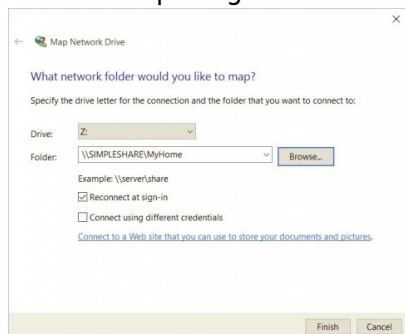 Map Network Drive
What network folder would you like to map?
Specify the drive letter for the connection and the folder that you want to connect to:
Drive: Z:
Folder: \\SIMPLESHARE\MyHome Browse...
Example: \\server\share
Reconnect at sign-in
Connect using different credentials
Connect to a Web site that you can use to store your documents and pictures.
Finish Cancel